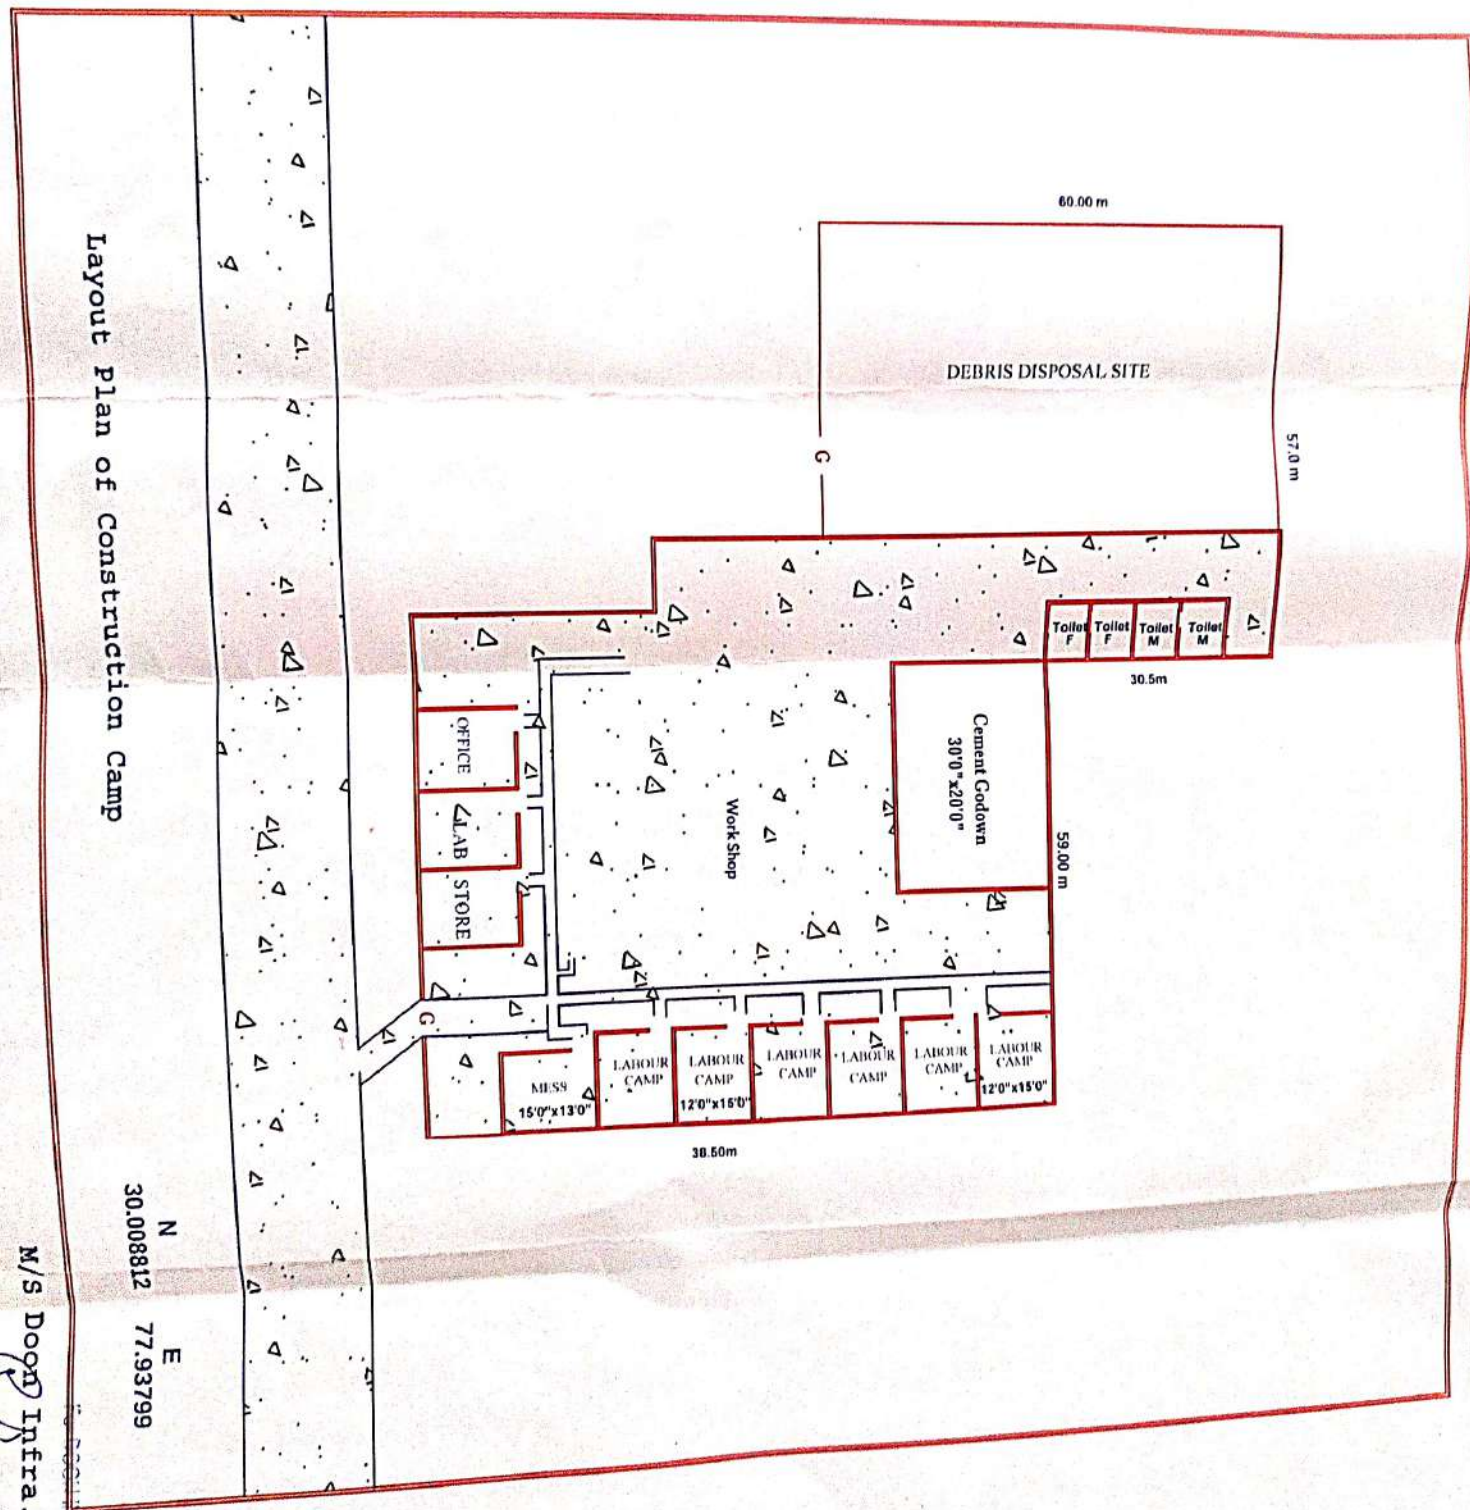 60.00 m
DEBRIS DISPOSAL SITE
57.0 m
G
Toilet
F
Toilet
F
Toilet
M
Toilet
M
30.5m
Cement Godown
30'0"x20'0"
59.00 m
Work Shop
OFFICE
LAB
STORE
G
MESS
15'0"x13'0"
LABOUR
CAMP
LABOUR
CAMP
12'0"x15'0"
LABOUR
CAMP
LABOUR
CAMP
LABOUR
CAMP
LABOUR
CAMP
12'0"x15'0"
38.50m
Layout Plan of Construction Camp
N E
30.008812 77.93799
M/S Doon Infra